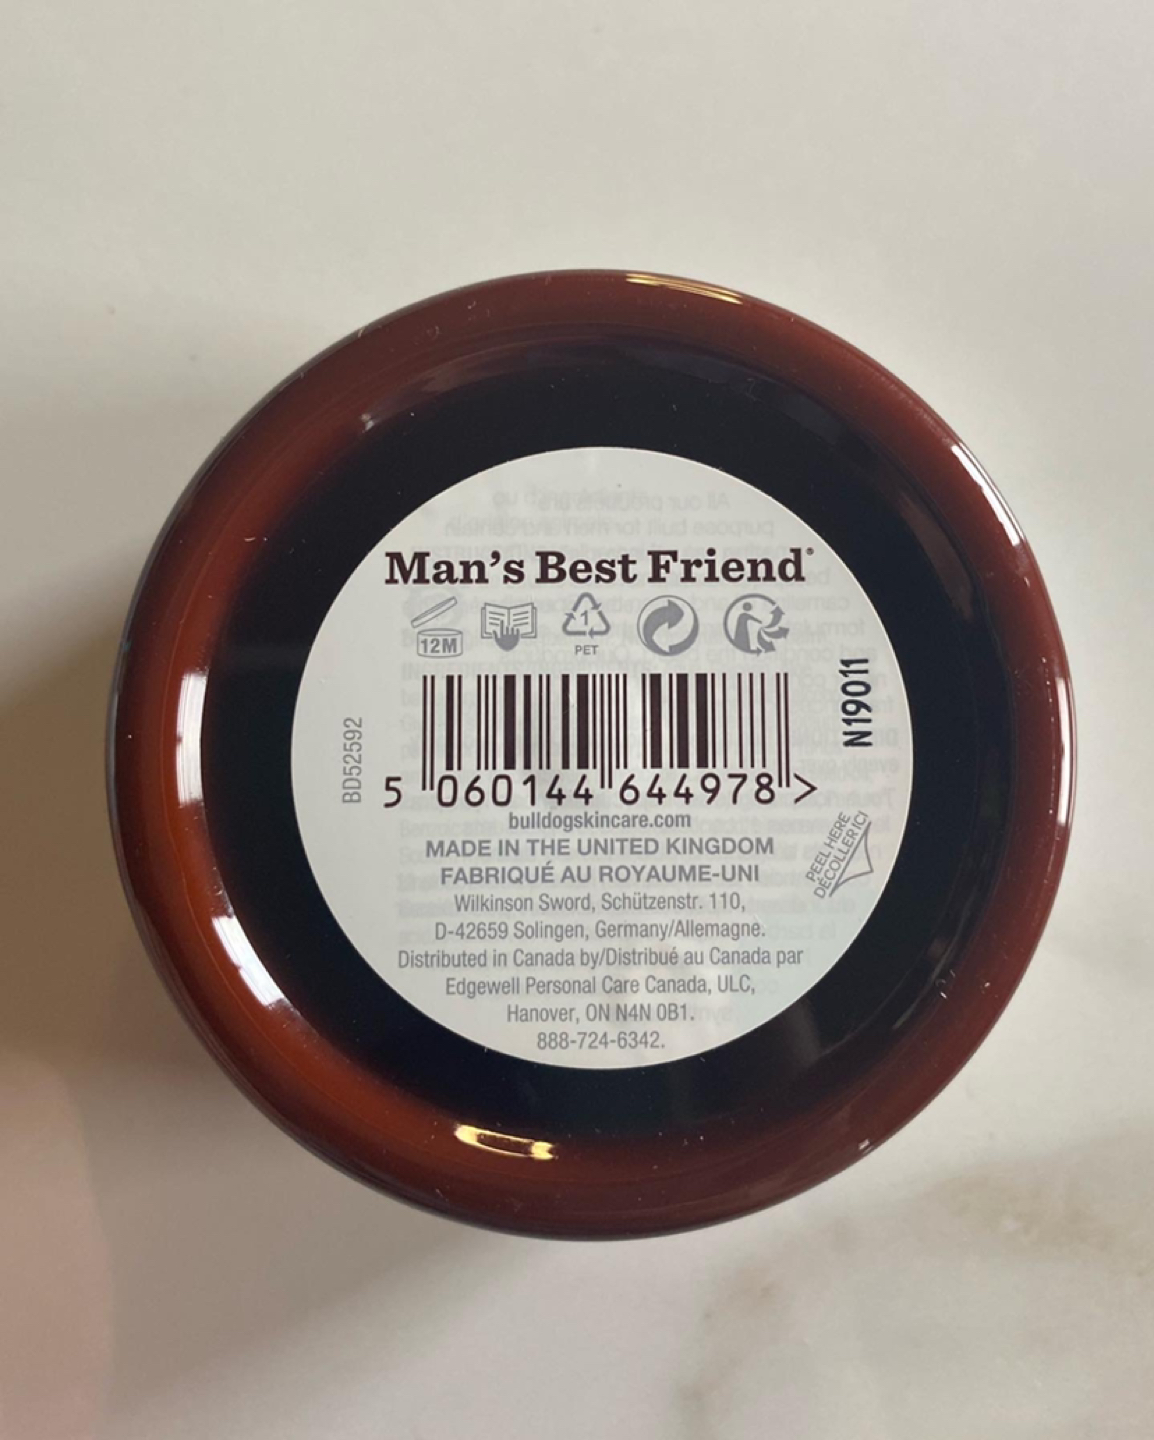 Man's Best Friend®
12M
1
PET
N19011
BD52592
5 060144 644978 >
bulldogskincare.com
MADE IN THE UNITED KINGDOM
FABRIQUÉ AU ROYAUME-UNI
PEEL HERE
DÉCOLLER ICI
Wilkinson Sword, Schützenstr. 110,
D-42659 Solingen, Germany/Allemagne.
Distributed in Canada by/Distribué au Canada par
Edgewell Personal Care Canada, ULC,
Hanover, ON N4N 0B1.
888-724-6342.